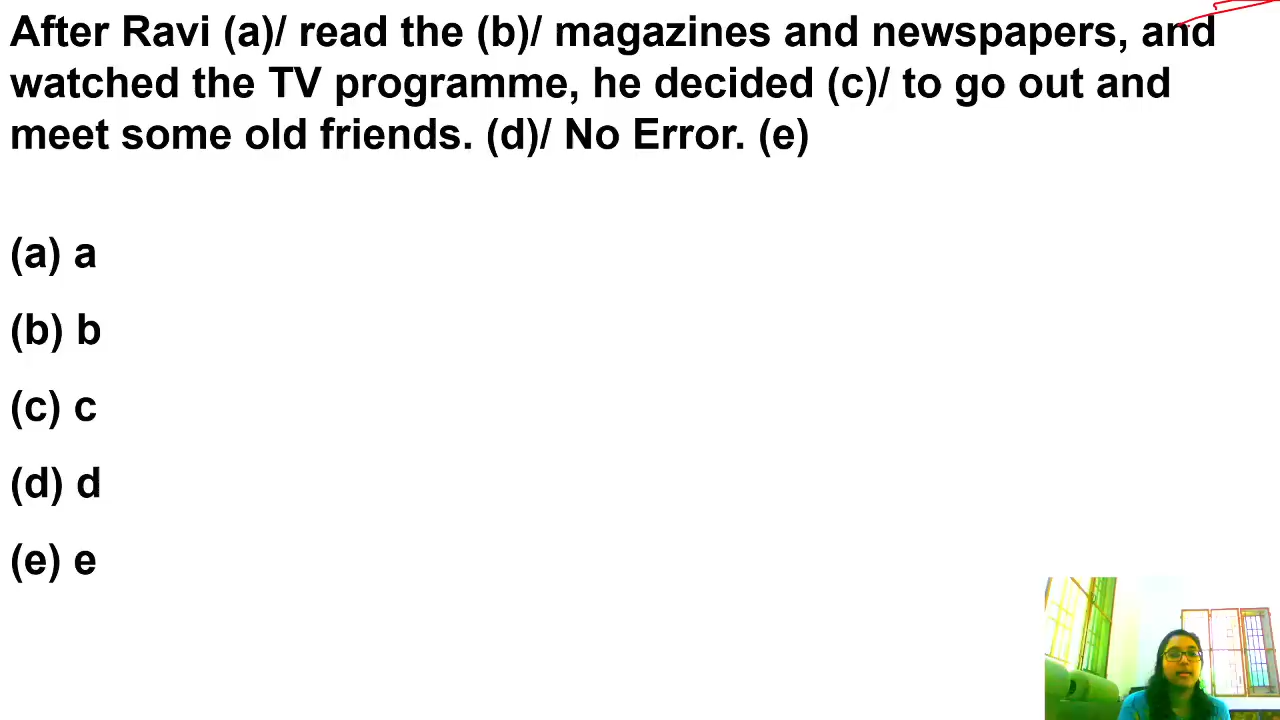 After Ravi (a)/ read the (b)/ magazines and newspapers, and
watched the TV programme, he decided (c)/ to go out and
meet some old friends. (d)/ No Error. (e)
(a) a
(b) b
(c) c
(d) d
(e) e